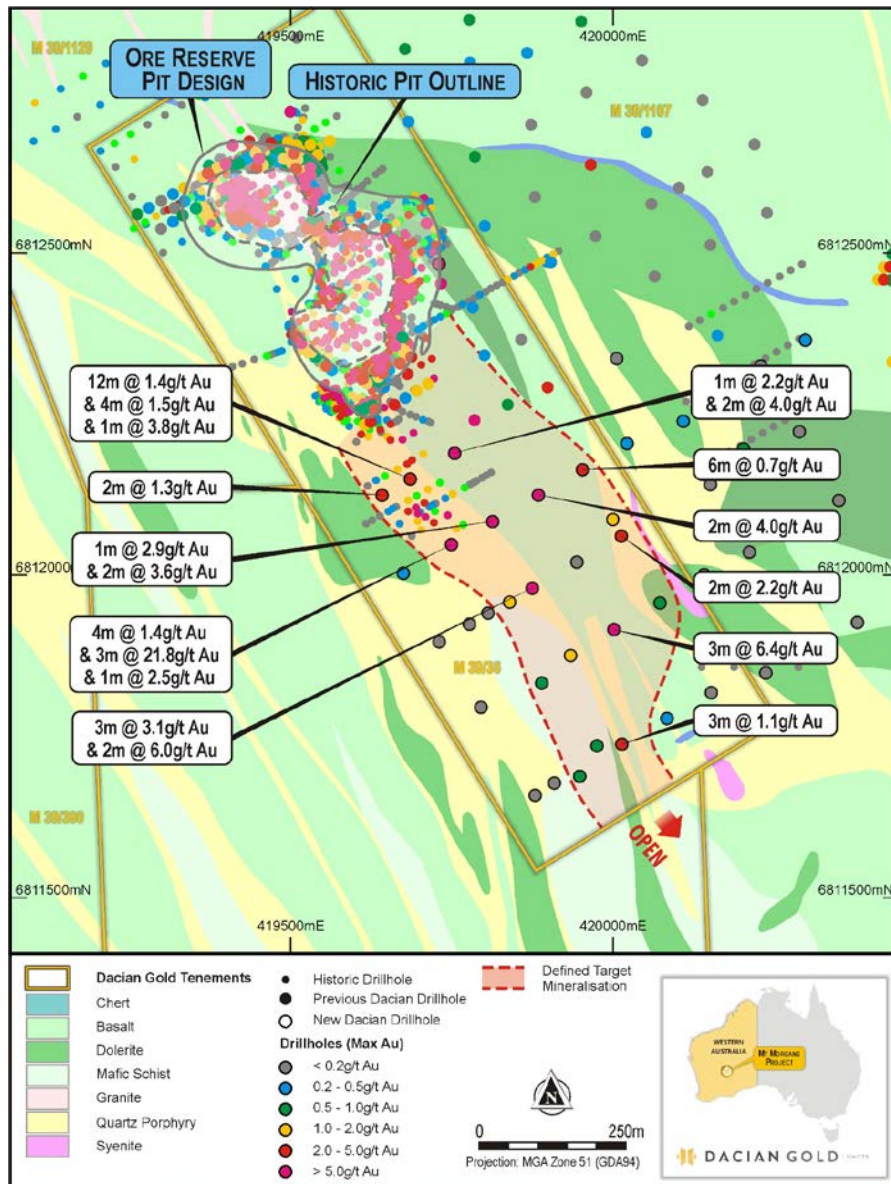 419500mE
420000mE
M 39/1129
ORE RESERVE
PIT DESIGN
HISTORIC PIT OUTLINE
M 39/1107
6812500mN
6812500mN
12m @ 1.4g/t Au
& 4m @ 1.5g/t Au
& 1m @ 3.8g/t Au
1m @ 2.2g/t Au
& 2m @ 4.0g/t Au
2m @ 1.3g/t Au
6m @ 0.7g/t Au
1m @ 2.9g/t Au
& 2m @ 3.6g/t Au
2m @ 4.0g/t Au
6812000mN
6812000mN
2m @ 2.2g/t Au
4m @ 1.4g/t Au
& 3m @ 21.8g/t Au
& 1m @ 2.5g/t Au
3m @ 6.4g/t Au
M 39/36
3m @ 3.1g/t Au
& 2m @ 6.0g/t Au
3m @ 1.1g/t Au
M 39/390
OPEN
6811500mN
6811500mN
419500mE
420000mE
Dacian Gold Tenements
Chert
Basalt
Dolerite
Mafic Schist
Granite
Quartz Porphyry
Syenite
Historic Drillhole
Previous Dacian Drillhole
New Dacian Drillhole
Drillholes (Max Au)
< 0.2g/t Au
0.2 - 0.5g/t Au
0.5 - 1.0g/t Au
1.0 - 2.0g/t Au
2.0 - 5.0g/t Au
> 5.0g/t Au
Defined Target
Mineralisation
N
0
250m
Projection: MGA Zone 51 (GDA94)
WESTERN
AUSTRALIA
MT MORGANS
PROJECT
DACIAN GOLD